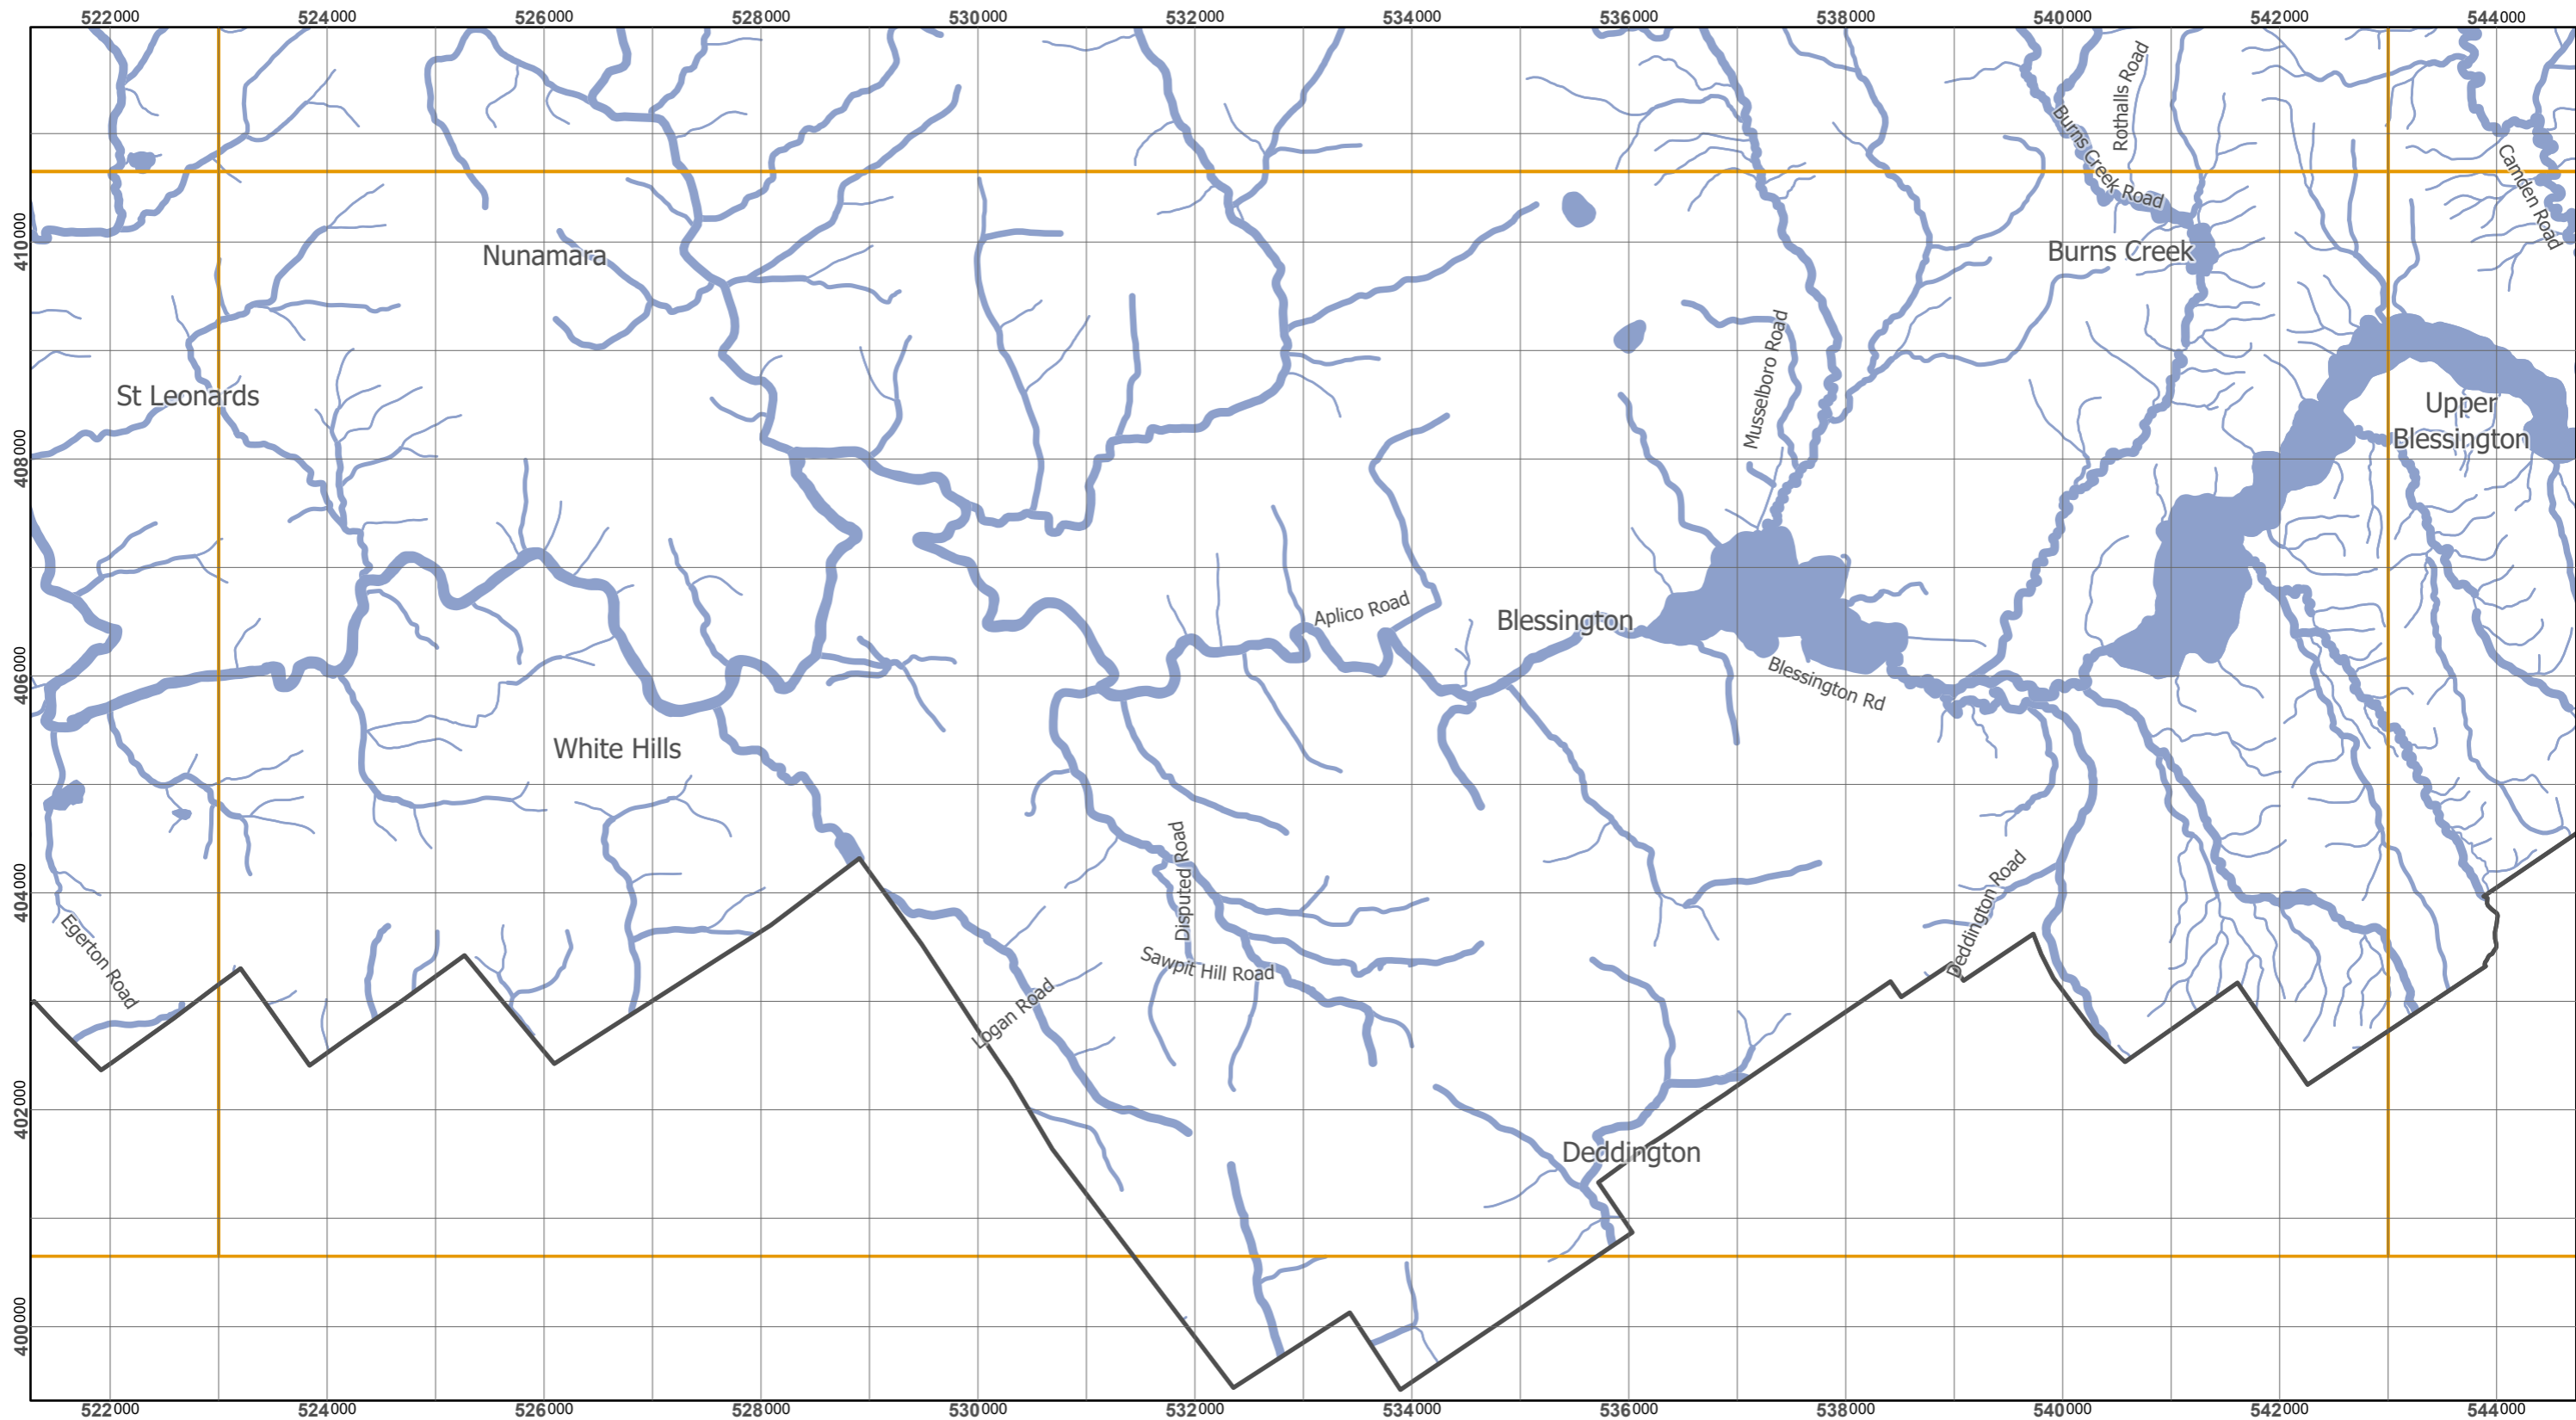 522000 524000 526000 528000 530000 532000 534000 536000 538000 540000 542000 544000
Rothalls Road
Burns Creek Road
Camden Road
410000
Nunamara
Burns Creek
Musselboro Road
St Leonards
Upper
Blessington
408000
Aplico Road
Blessington
406000
Blessington Rd
White Hills
Disputed Road
404000
Deddington Road
Egerton Road
Sawpit Hill Road
Logan Road
402000
Deddington
400000
522000 524000 526000 528000 530000 532000 534000 536000 538000 540000 542000 544000